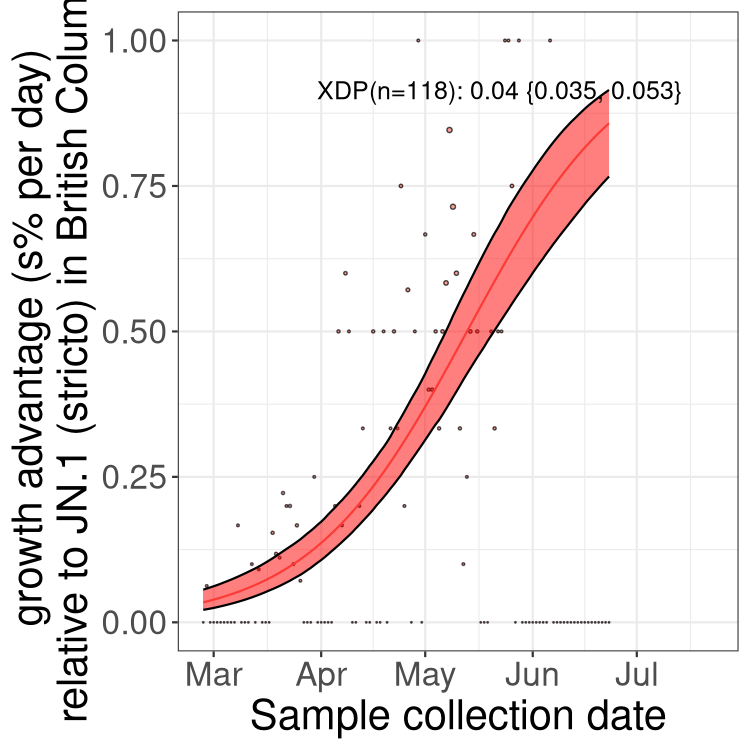 growth advantage (s% per day)
relative to JN.1 (stricto) in British Colum
1.00
0.75
0.50
0.25
0.00
XDP(n=118): 0.04 {0.035, 0.053}
Mar Apr May Jun Jul
Sample collection date